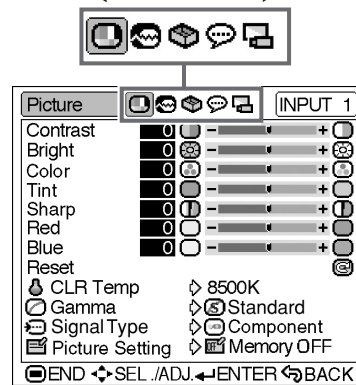 Picture INPUT 1
Contrast 0 - +
Bright 0 - +
Color 0 - +
Tint 0 - +
Sharp 0 - +
Red 0 - +
Blue 0 - +
Reset
CLR Temp 8500K
Gamma S Standard
Signal Type Component
Picture Setting Memory OFF
END SEL./ADJ. ENTER BACK